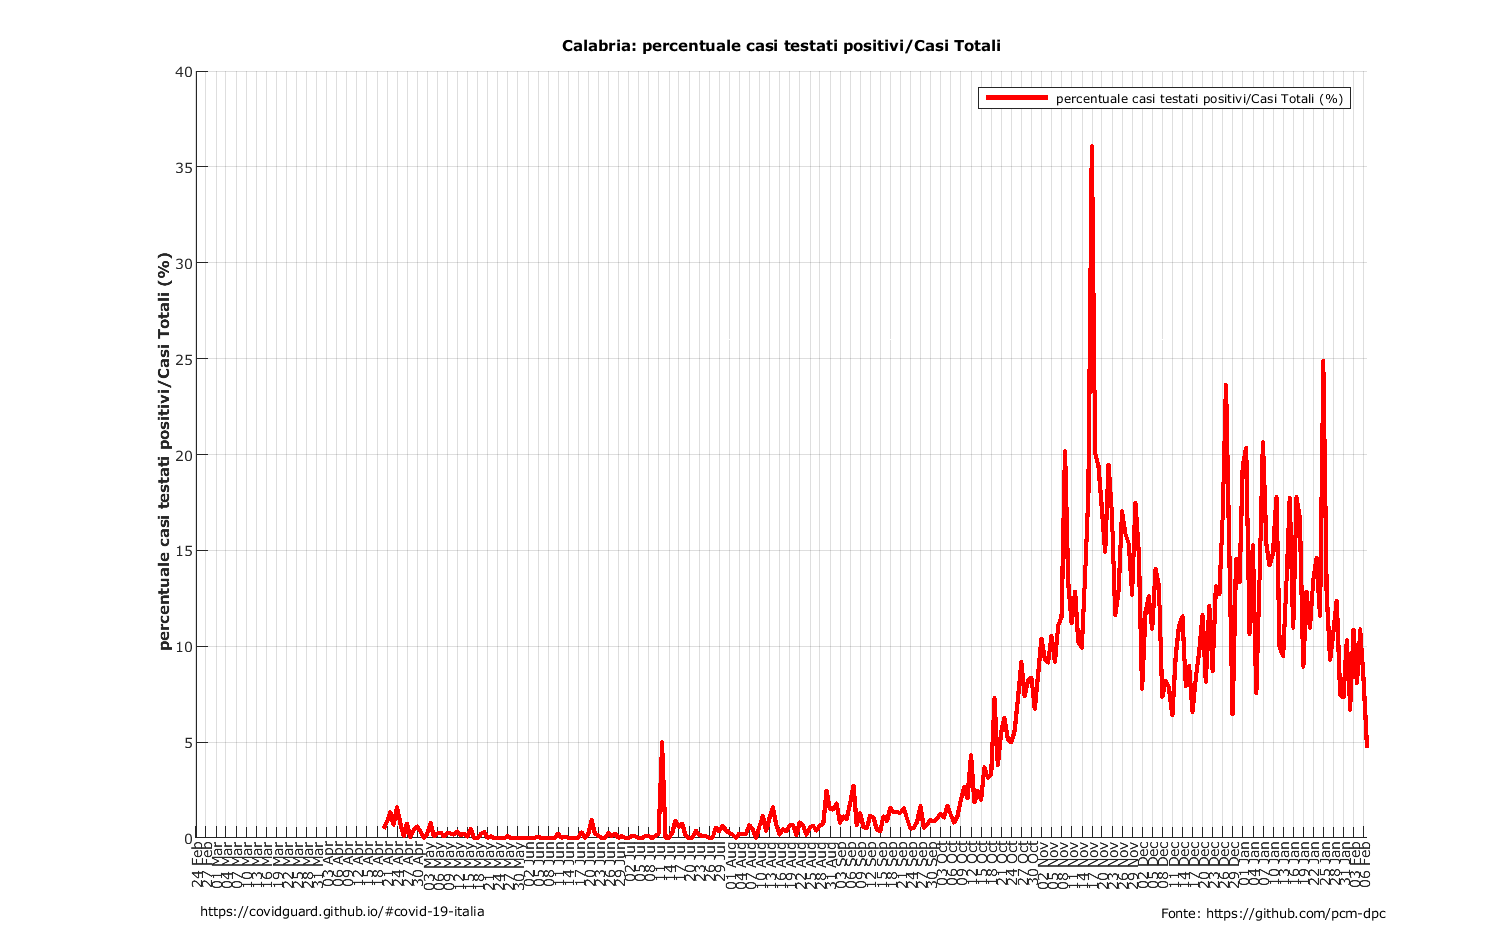 Calabria: percentuale casi testati positivi/Casi Totali
percentuale casi testati positivi/Casi Totali (%)
percentuale casi testati positivi/Casi Totali (%)
40
35
30
25
20
15
10
5
0
24 Feb
27 Feb
01 Mar
04 Mar
07 Mar
10 Mar
13 Mar
16 Mar
19 Mar
22 Mar
25 Mar
28 Mar
31 Mar
03 Apr
06 Apr
09 Apr
12 Apr
15 Apr
18 Apr
21 Apr
24 Apr
27 Apr
30 Apr
03 May
06 May
09 May
12 May
15 May
18 May
21 May
24 May
27 May
30 May
02 Jun
05 Jun
08 Jun
11 Jun
14 Jun
17 Jun
20 Jun
23 Jun
26 Jun
29 Jun
02 Jul
05 Jul
08 Jul
11 Jul
14 Jul
17 Jul
20 Jul
23 Jul
26 Jul
29 Jul
01 Aug
04 Aug
07 Aug
10 Aug
13 Aug
16 Aug
19 Aug
22 Aug
25 Aug
28 Aug
31 Aug
03 Sep
06 Sep
09 Sep
12 Sep
15 Sep
18 Sep
21 Sep
24 Sep
27 Sep
30 Sep
03 Oct
06 Oct
09 Oct
12 Oct
15 Oct
18 Oct
21 Oct
24 Oct
27 Oct
30 Oct
02 Nov
05 Nov
08 Nov
11 Nov
14 Nov
17 Nov
20 Nov
23 Nov
26 Nov
29 Nov
02 Dec
05 Dec
08 Dec
11 Dec
14 Dec
17 Dec
20 Dec
23 Dec
26 Dec
29 Dec
01 Jan
04 Jan
07 Jan
10 Jan
13 Jan
16 Jan
19 Jan
22 Jan
25 Jan
28 Jan
31 Jan
03 Feb
06 Feb
https://covidguard.github.io/#covid-19-italia
Fonte: https://github.com/pcm-dpc